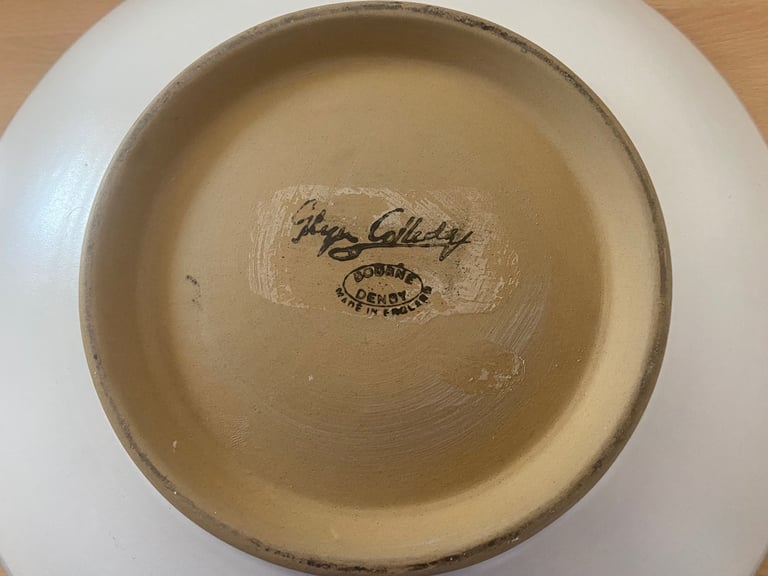 Glyn Colledge
BOURNE
DENBY
MADE IN ENGLAND